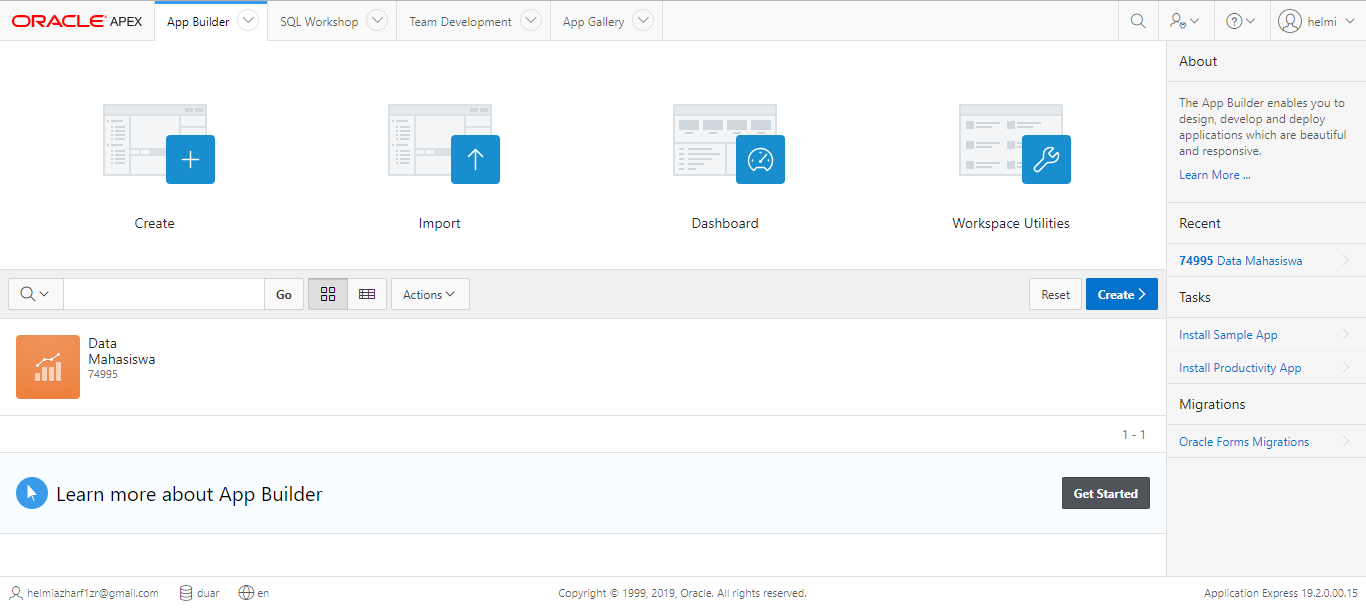 ORACLE APEX App Builder SQL Workshop Team Development App Gallery helmi
Create Import Dashboard Workspace Utilities
Go Actions Reset Create
Data
Mahasiswa
74995
1 - 1
Learn more about App Builder Get Started
About
The App Builder enables you to
design, develop and deploy
applications which are beautiful
and responsive.
Learn More ...
Recent
74995 Data Mahasiswa
Tasks
Install Sample App
Install Productivity App
Migrations
Oracle Forms Migrations
helmiazharf1zr@gmail.com duar en Copyright © 1999, 2019, Oracle. All rights reserved. Application Express 19.2.0.00.15